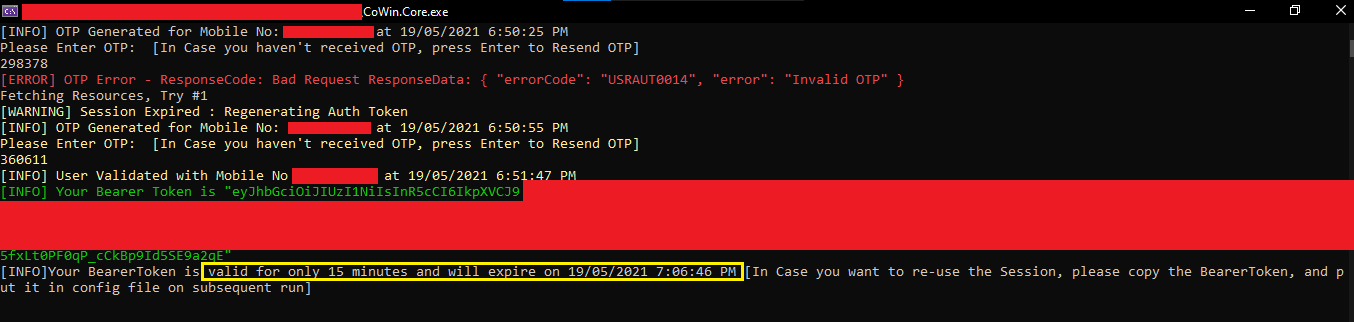 CoWin.Core.exe
[INFO] OTP Generated for Mobile No: at 19/05/2021 6:50:25 PM
Please Enter OTP:  [In Case you haven't received OTP, press Enter to Resend OTP]
298378
[ERROR] OTP Error - ResponseCode: Bad Request ResponseData: { "errorCode": "USRAUT0014", "error": "Invalid OTP" }
Fetching Resources, Try #1
[WARNING] Session Expired : Regenerating Auth Token
[INFO] OTP Generated for Mobile No: at 19/05/2021 6:50:55 PM
Please Enter OTP:  [In Case you haven't received OTP, press Enter to Resend OTP]
360611
[INFO] User Validated with Mobile No at 19/05/2021 6:51:47 PM
[INFO] Your Bearer Token is "eyJhbGciOiJIUzI1NiIsInR5cCI6IkpXVCJ9
5fxLt0PF0qP_cCkBp9Id5SE9a2qE"
[INFO]Your BearerToken is valid for only 15 minutes and will expire on 19/05/2021 7:06:46 PM [In Case you want to re-use the Session, please copy the BearerToken, and p
ut it in config file on subsequent run]